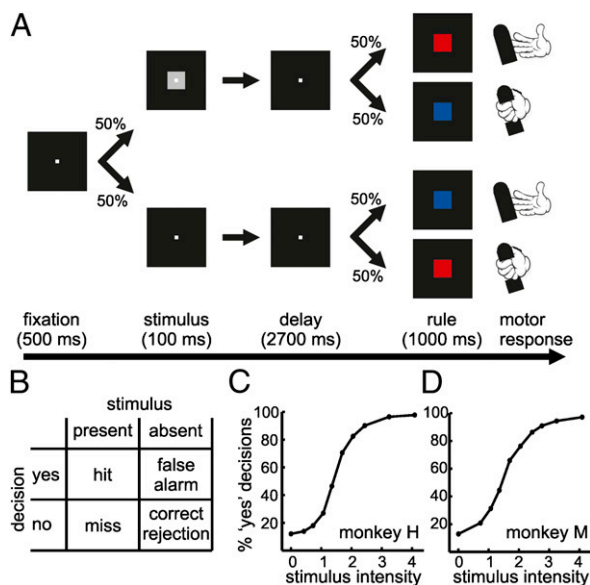 A
50%
50%
50%
50%
50%
50%
fixation
(500 ms)
stimulus
(100 ms)
delay
(2700 ms)
rule
(1000 ms)
motor
response
B
stimulus
present absent
decision
yes hit false
alarm
no miss correct
rejection
C
% 'yes' decisions
100
80
60
40
20
0 1 2 3 4
monkey H
stimulus intensity
D
100
80
60
40
20
0 1 2 3 4
monkey M
stimulus intensity